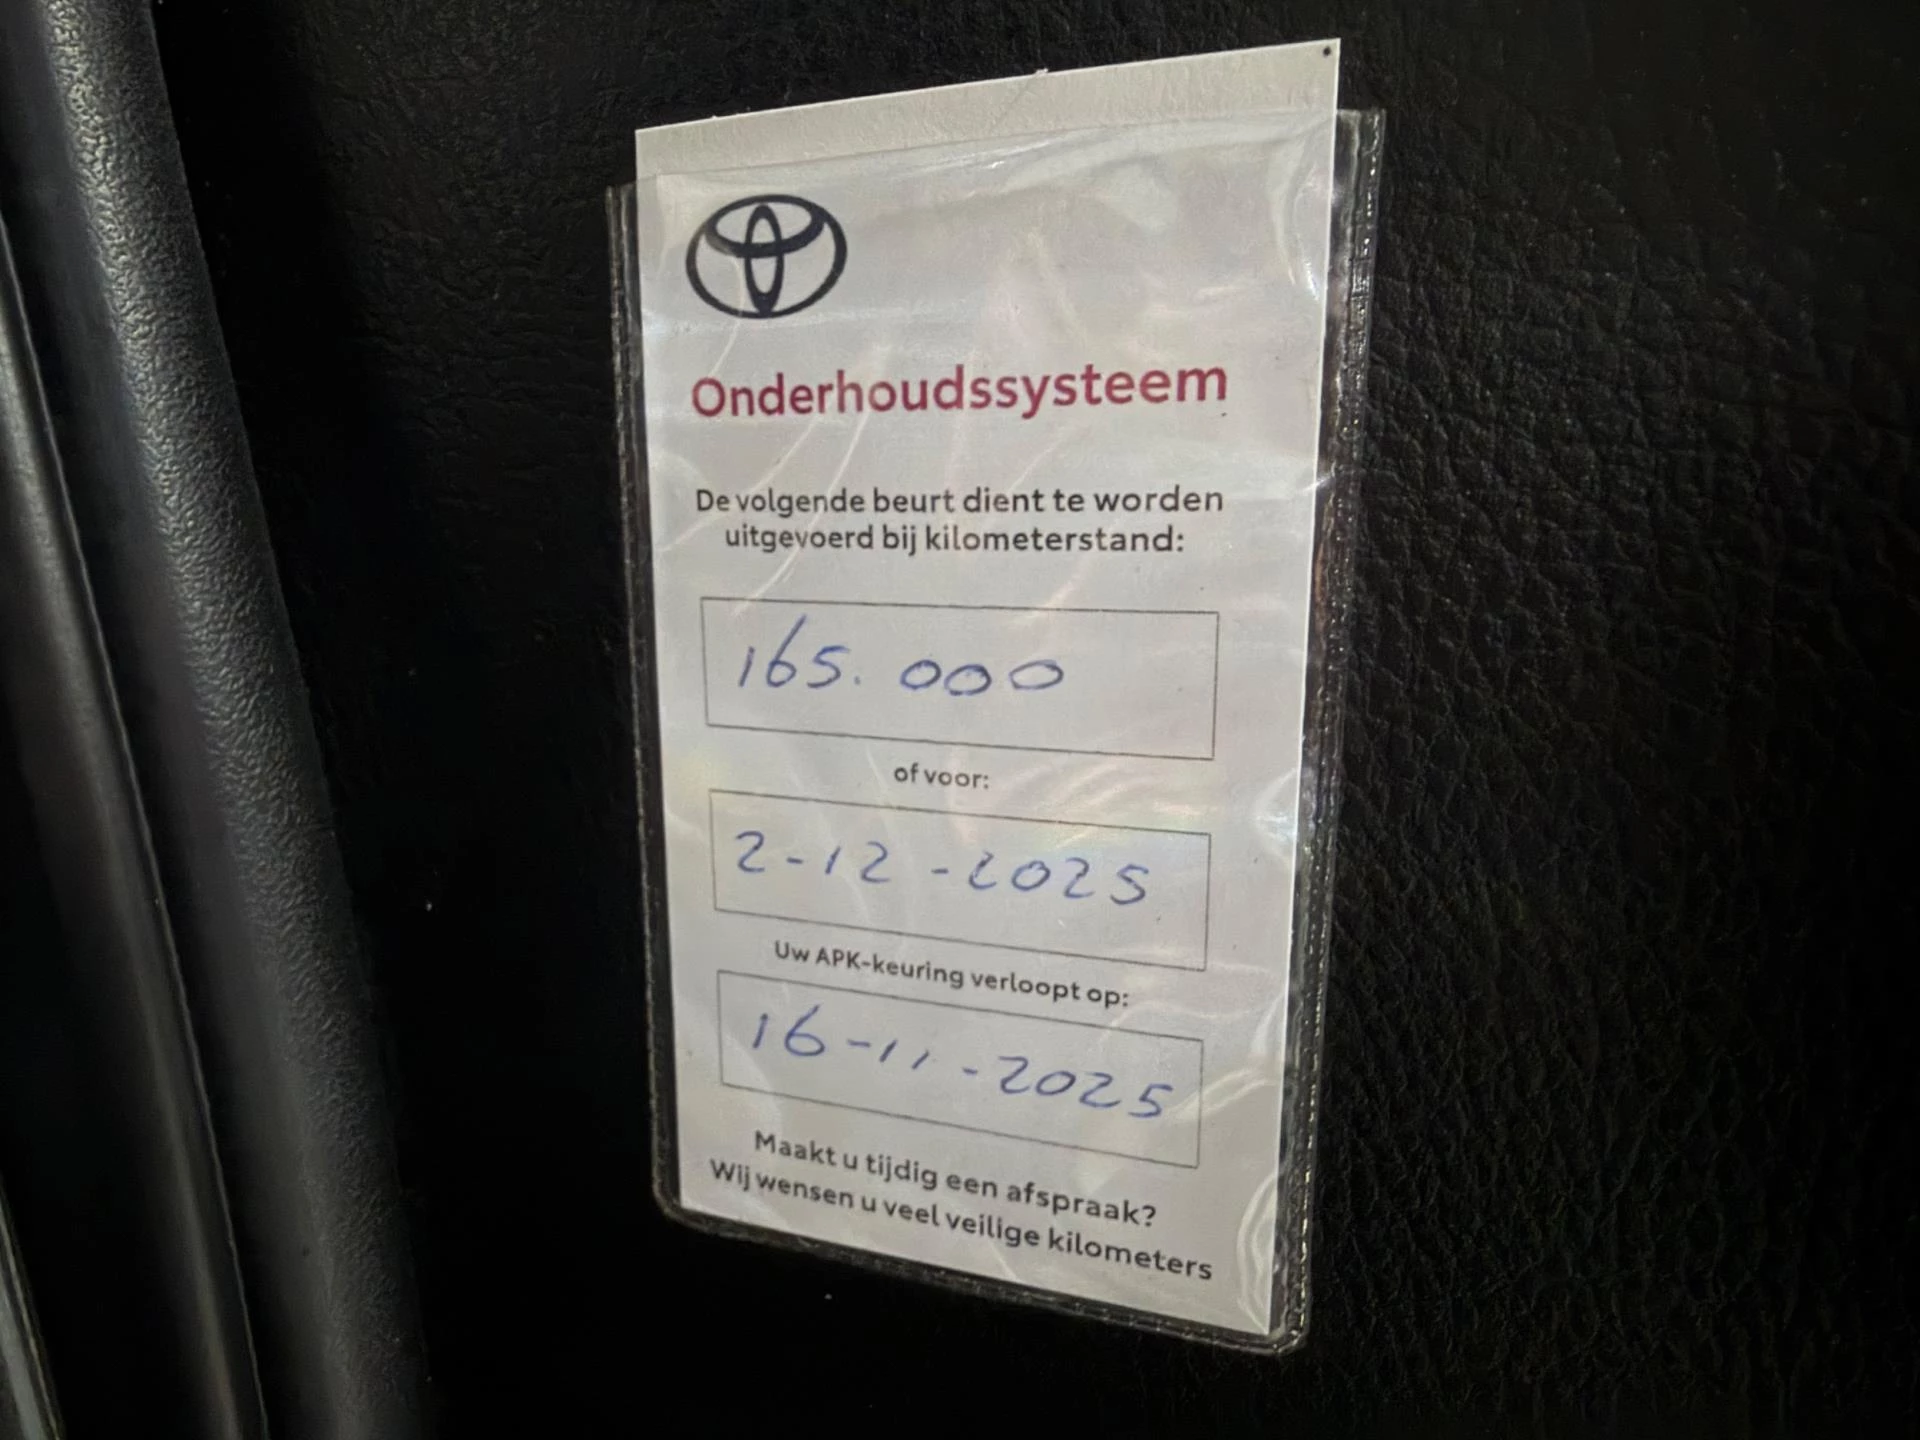 Onderhoudssysteem
De volgende beurt dient te worden
uitgevoerd bij kilometerstand:
165.000
of voor:
2-12-2025
Uw APK-keuring verloopt op:
16-11-2025
Maakt u tijdig een afspraak?
Wij wensen u veel veilige kilometers